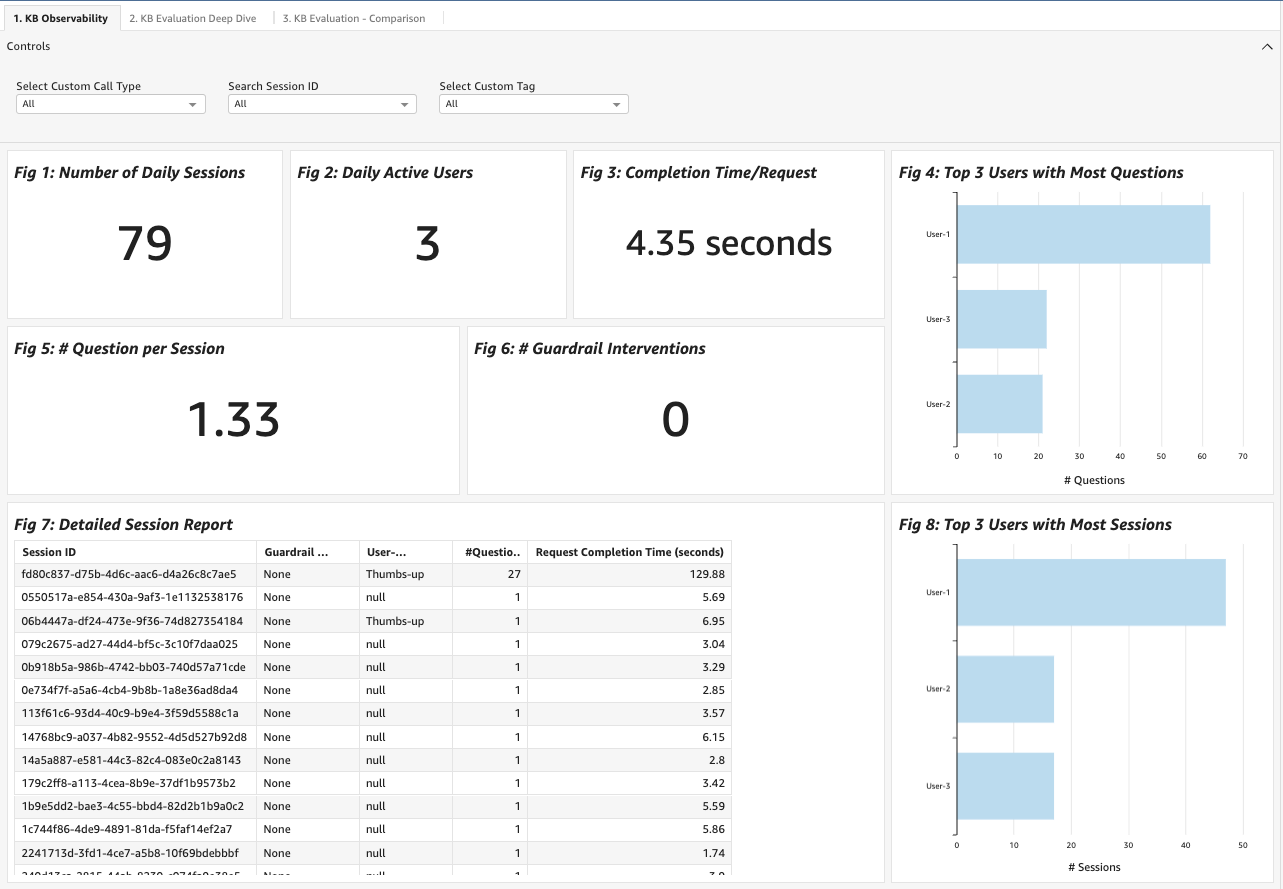 1. KB Observability 2. KB Evaluation Deep Dive 3. KB Evaluation - Comparison
Controls
Select Custom Call Type Search Session ID Select Custom Tag
All All All
Fig 1: Number of Daily Sessions
79
Fig 2: Daily Active Users
3
Fig 3: Completion Time/Request
4.35 seconds
Fig 4: Top 3 Users with Most Questions
User-1
User-3
User-2
0 10 20 30 40 50 60 70
# Questions
Fig 5: # Question per Session
1.33
Fig 6: # Guardrail Interventions
0
Fig 7: Detailed Session Report
Session ID Guardrail ... User-... #Questio.. Request Completion Time (seconds)
fd80c837-d75b-4d6c-aac6-d4a26c8c7ae5 None Thumbs-up 27 129.88
0550517a-e854-430a-9af3-1e1132538176 None null 1 5.69
06b4447a-df24-473e-9f36-74d827354184 None Thumbs-up 1 6.95
079c2675-ad27-44d4-bf5c-3c10f7daa025 None null 1 3.04
0b918b5a-986b-4742-bb03-740d57a71cde None null 1 3.29
0e734f7f-a5a6-4cb4-9b8b-1a8e36ad8da4 None null 1 2.85
113f61c6-93d4-40c9-b9e4-3f59d5588c1a None null 1 3.57
14768bc9-a037-4b82-9552-4d5d527b92d8 None null 1 6.15
14a5a887-e581-44c3-82c4-083e0c2a8143 None null 1 2.8
179c2ff8-a113-4cea-8b9e-37df1b9573b2 None null 1 3.42
1b9e5dd2-bae3-4c55-bbd4-82d2b1b9a0c2 None null 1 5.59
1c744f86-4de9-4891-81da-f5faf14ef2a7 None null 1 5.86
2241713d-3fd1-4ce7-a5b8-10f69bdebbbf None null 1 1.74
None null 1
Fig 8: Top 3 Users with Most Sessions
User-1
User-2
User-3
0 10 20 30 40 50
# Sessions